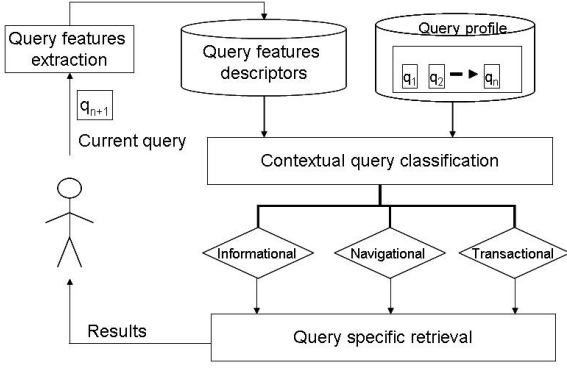 Query features
extraction
Query features
descriptors
Query profile
q1 q2 qn
qn+1
Current query
Contextual query classification
Informational
Navigational
Transactional
Results
Query specific retrieval